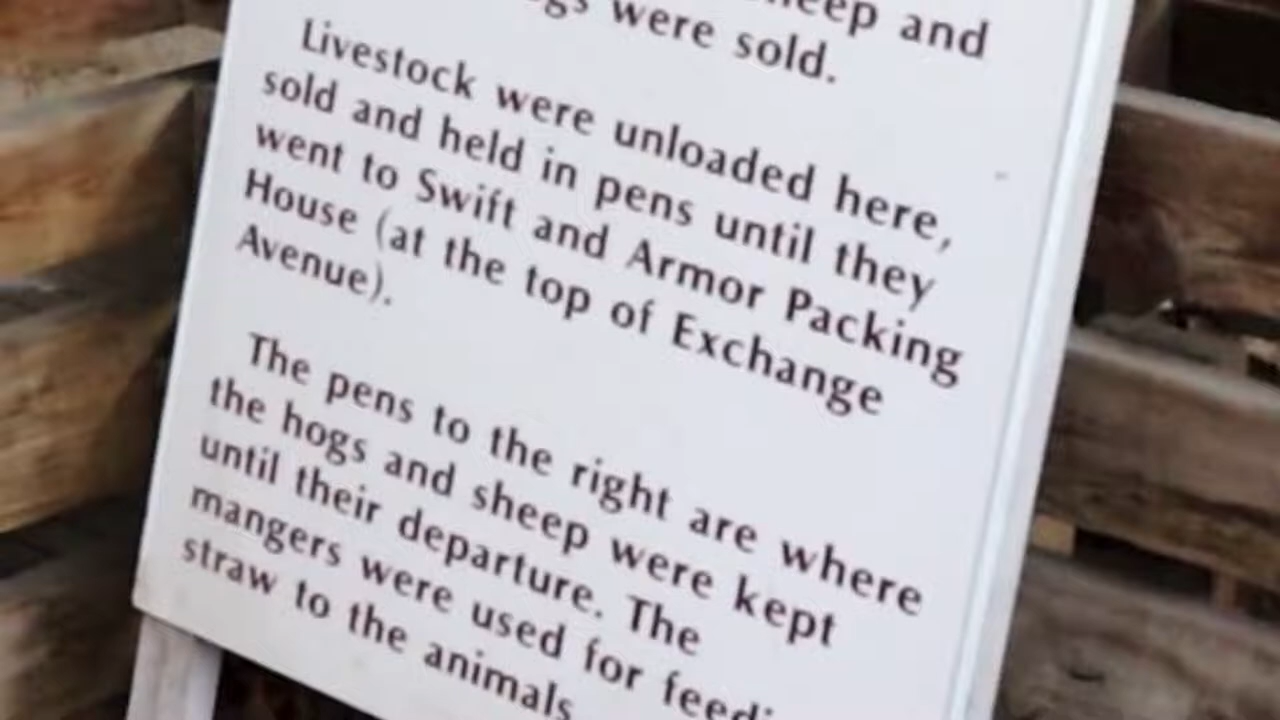 and
were sold.
Livestock were unloaded here,
sold and held in pens until they
went to Swift and Armor Packing
House (at the top of Exchange
Avenue).
The pens to the right are where
the hogs and sheep were kept
until their departure. The
mangers were used for
straw to the animals